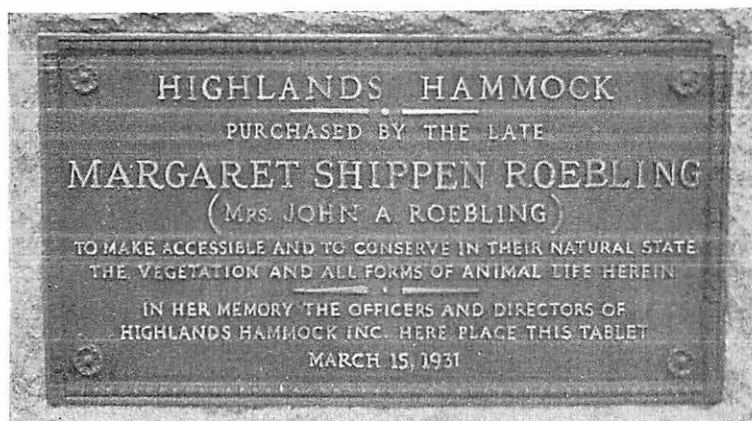 HIGHLANDS HAMMOCK
PURCHASED BY THE LATE
MARGARET SHIPPEN ROEBLING
(MRS. JOHN A. ROEBLING)
TO MAKE ACCESSIBLE AND TO CONSERVE IN THEIR NATURAL STATE
THE VEGETATION AND ALL FORMS OF ANIMAL LIFE HEREIN
IN HER MEMORY THE OFFICERS AND DIRECTORS OF
HIGHLANDS HAMMOCK INC. HERE PLACE THIS TABLET
MARCH 15, 1931